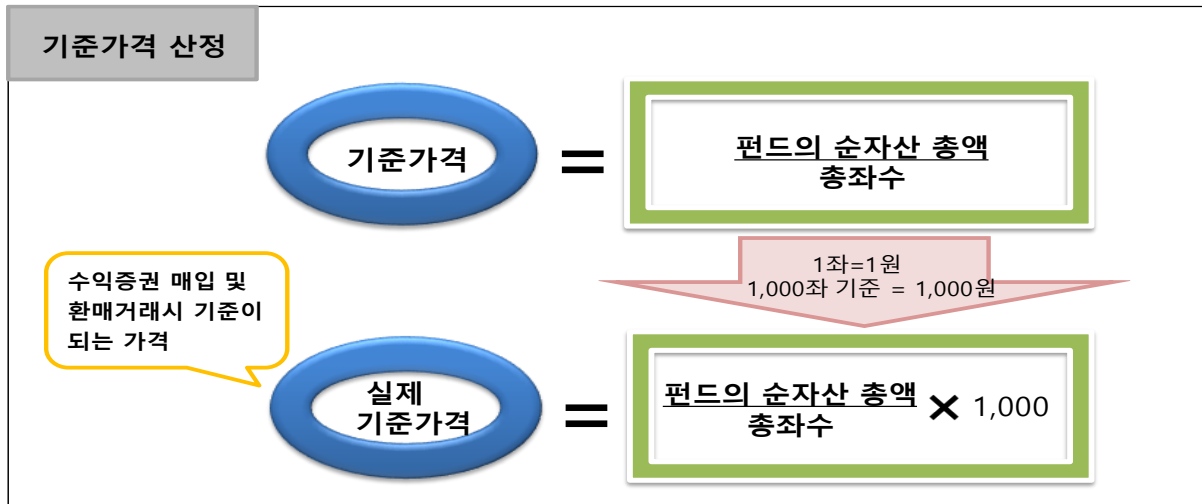 기준가격 산정
기준가격
=
펀드의 순자산 총액
총좌수
1좌=1원
1,000좌 기준 = 1,000원
수익증권 매입 및
환매거래시 기준이
되는 가격
실제
기준가격
=
펀드의 순자산 총액
총좌수
× 1,000